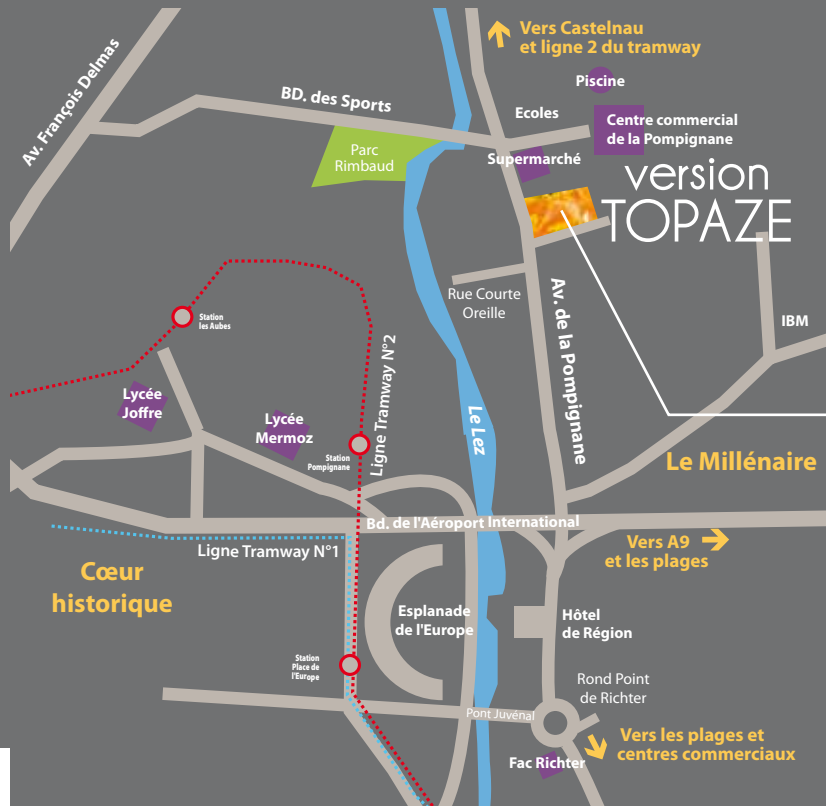 Vers Castelnau
et ligne 2 du tramway
Av. François Delmas
Piscine
BD. des Sports
Ecoles
Centre commercial
de la Pompignane
Parc
Rimbaud
Supermarché
version
TOPAZE
Rue Courte
Oreille
Av. de la Pompignane
Station
les Aubes
IBM
Ligne Tramway N°2
Lycée
Joffre
Lycée
Mermoz
Le Lez
Station
Pompignane
Le Millénaire
Bd. de l'Aéroport International
Ligne Tramway N°1
Vers A9
et les plages
Cœur
historique
Esplanade
de l'Europe
Hôtel
de Région
Station
Place de
l'Europe
Rond Point
de Richter
Pont Juvénal
Vers les plages et
centres commerciaux
Fac Richter